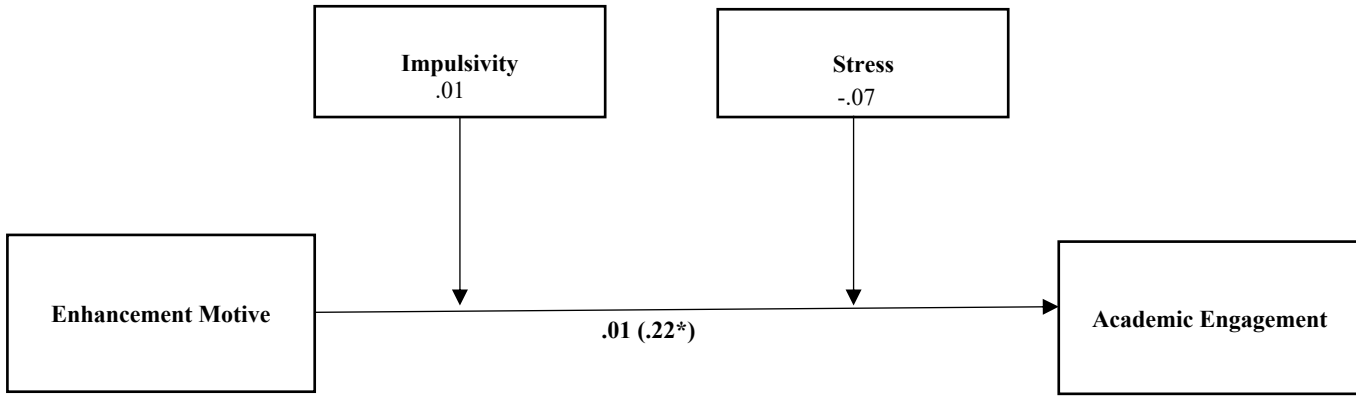 Impulsivity
.01
Stress
-.07
Enhancement Motive
.01 (.22*)
Academic Engagement